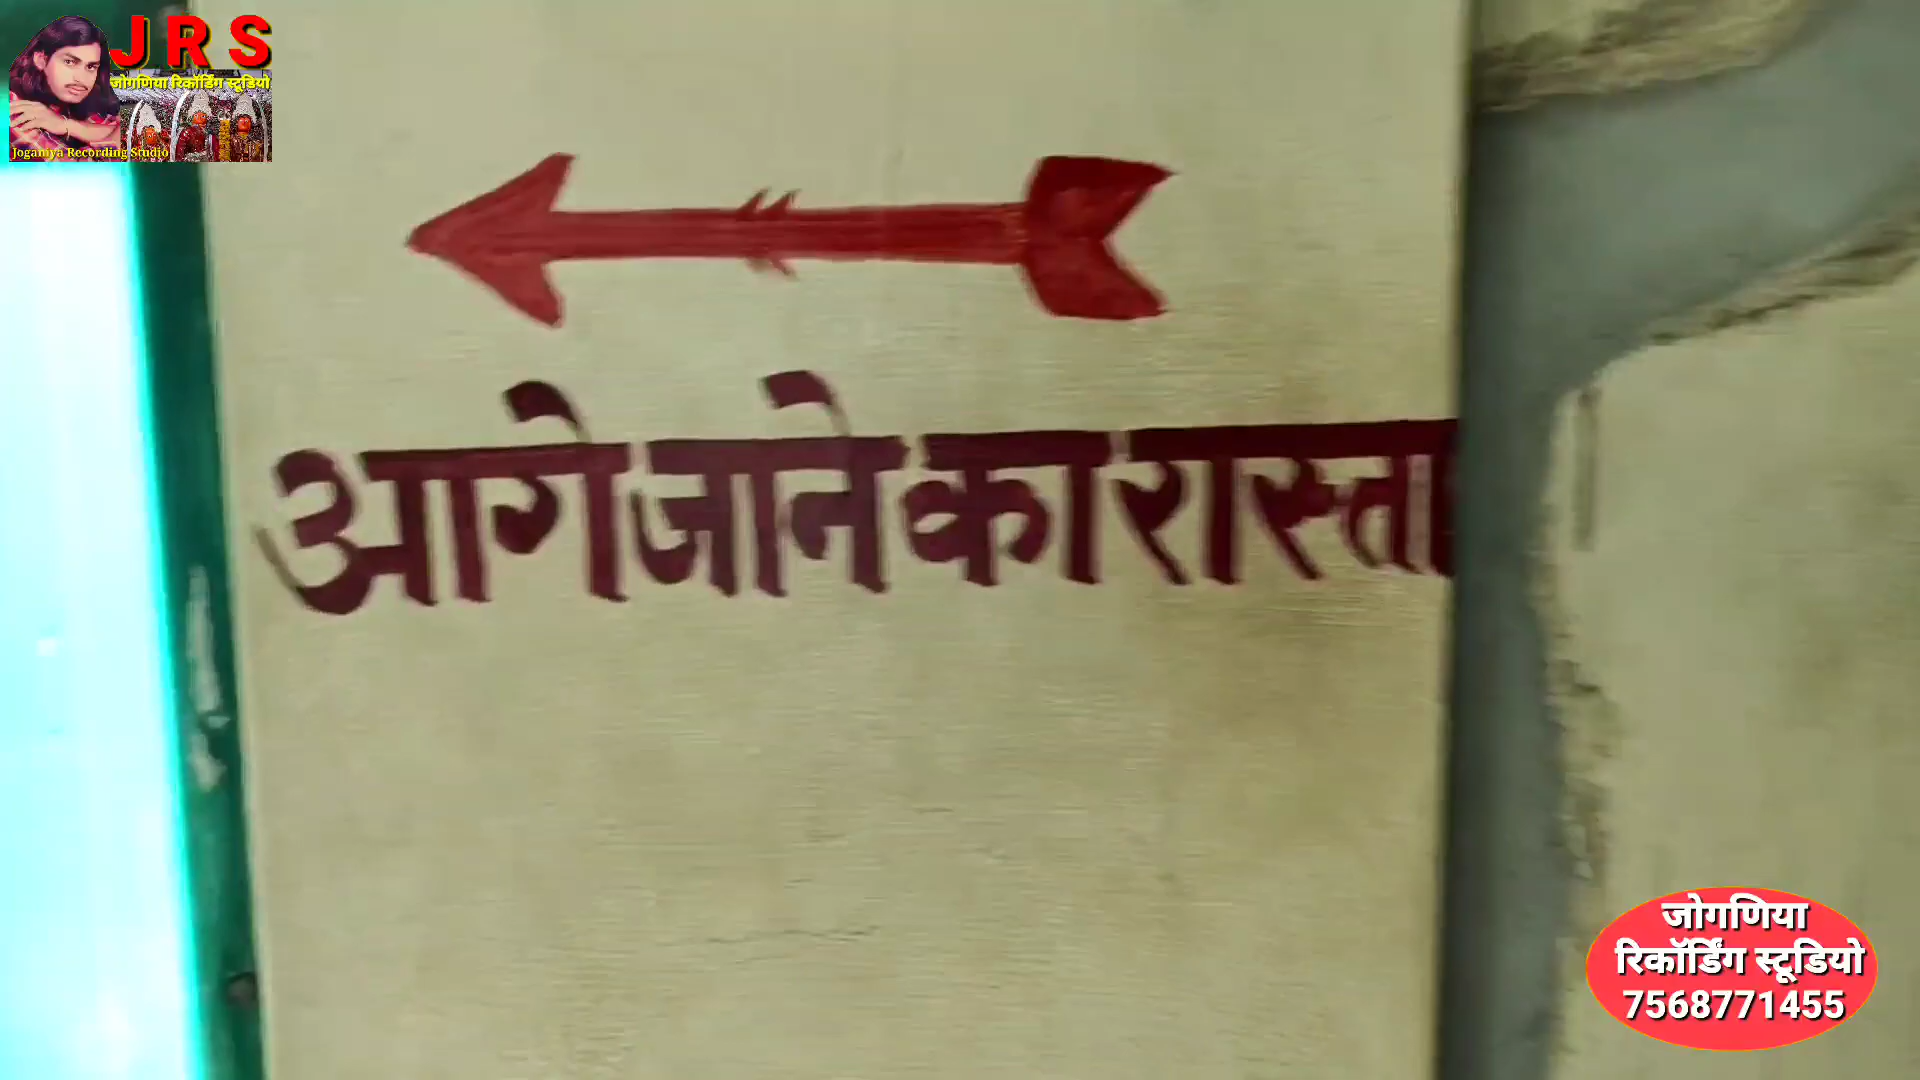 J R S
जोगणिया रिकॉर्डिंग स्टूडियो
Joganiya Recording Studio
आगे जाने का रास्ता
जोगणिया
रिकॉर्डिंग स्टूडियो
7568771455